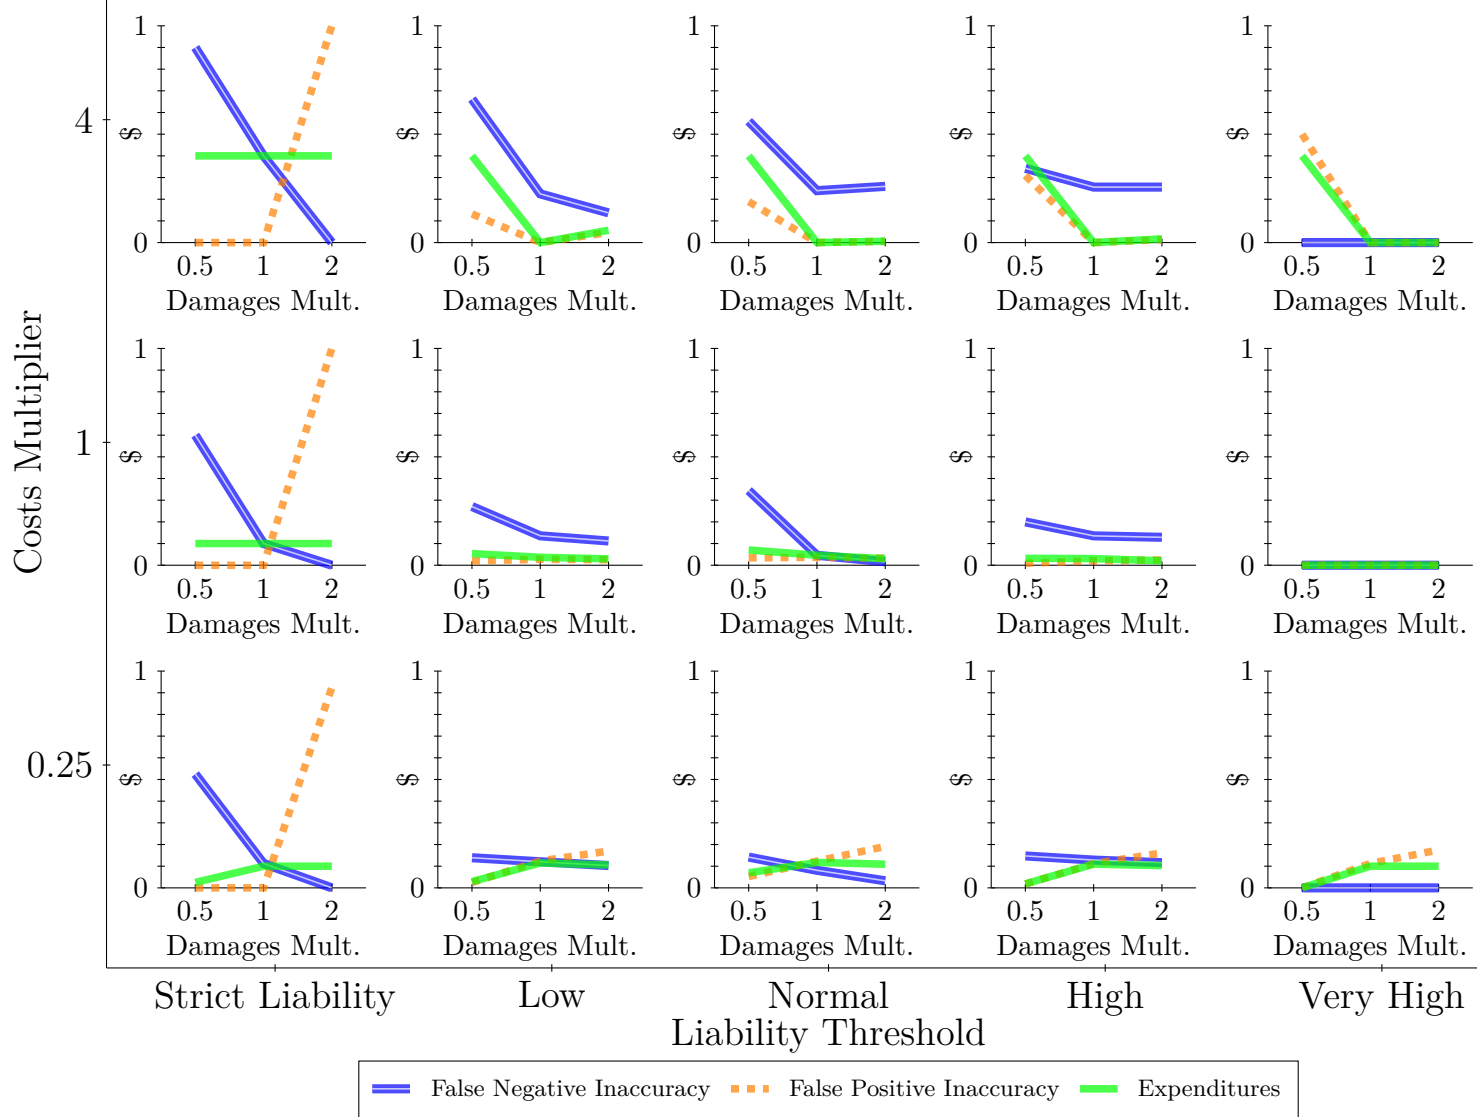 1 1 1 1 1
4 $ $ $ $ $
0 0 0 0 0
0.5 1 2 0.5 1 2 0.5 1 2 0.5 1 2 0.5 1 2
Damages Mult. Damages Mult. Damages Mult. Damages Mult. Damages Mult.
Costs Multiplier
1 1 1 1 1
1 $ $ $ $ $
0 0 0 0 0
0.5 1 2 0.5 1 2 0.5 1 2 0.5 1 2 0.5 1 2
Damages Mult. Damages Mult. Damages Mult. Damages Mult. Damages Mult.
1 1 1 1 1
0.25 $ $ $ $ $
0 0 0 0 0
0.5 1 2 0.5 1 2 0.5 1 2 0.5 1 2 0.5 1 2
Damages Mult. Damages Mult. Damages Mult. Damages Mult. Damages Mult.
Strict Liability Low Normal High Very High
Liability Threshold
False Negative Inaccuracy False Positive Inaccuracy Expenditures